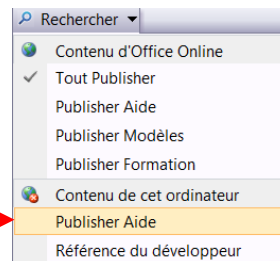 Rechercher
Contenu d'Office Online
Tout Publisher
Publisher Aide
Publisher Modèles
Publisher Formation
Contenu de cet ordinateur
Publisher Aide
Référence du développeur